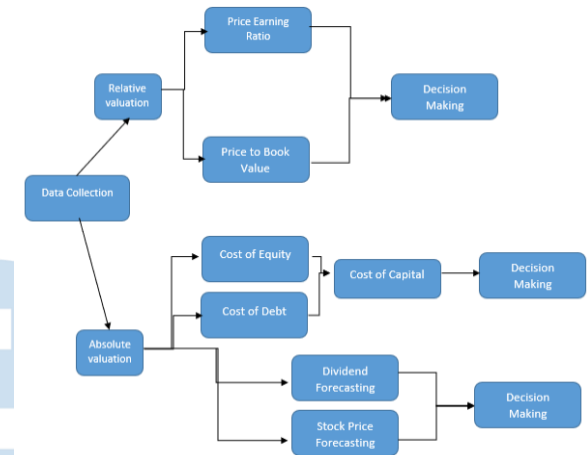 Price Earning
Ratio
Relative
valuation
Decision
Making
Price to Book
Value
Data Collection
Cost of Equity
Cost of Capital
Decision
Making
Cost of Debt
Absolute
valuation
Dividend
Forecasting
Decision
Making
Stock Price
Forecasting